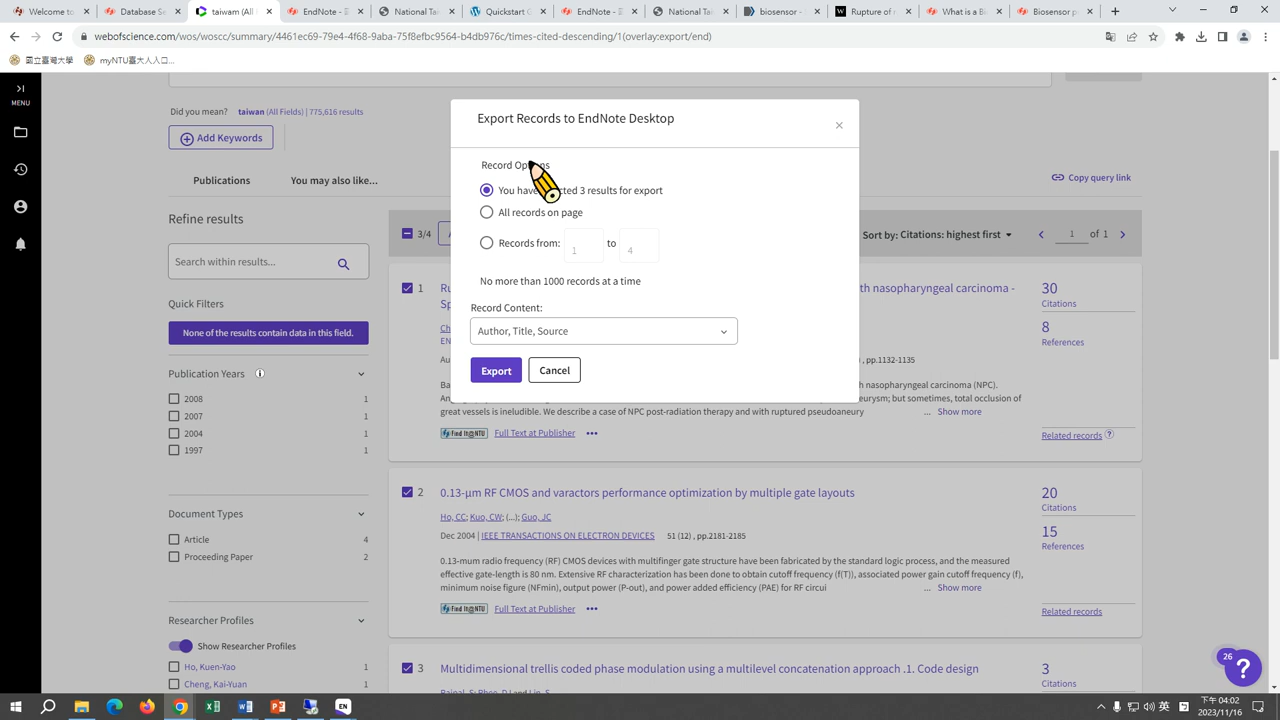 Welcome to
Database Se
taiwan (All
EndNote - [
National Ta
Quickstart G
EndNote - [
National Ta
biosensor -
Rupture of
What is a Bi
Biosensor p
webofscience.com/wos/woscc/summary/4461ec69-79e4-4f68-9aba-75f8efbc9564-b4db976c/times-cited-descending/1(overlay:export/end)
國立臺灣大學
myNTU臺大人入口...
MENU
Did you mean? taiwan (All Fields) | 775,616 results
Add Keywords
Publications
You may also like...
Copy query link
Refine results
Search within results...
Quick Filters
None of the results contain data in this field.
Publication Years
2008 1
2007 1
2004 1
1997 1
Document Types
Article 4
Proceeding Paper 2
Researcher Profiles
Show Researcher Profiles
Ho, Kuen-Yao 1
Cheng, Kai-Yuan 1
Export Records to EndNote Desktop
Record Options
You have selected 3 results for export
All records on page
Records from: 1 to 4
No more than 1000 records at a time
Record Content:
Author, Title, Source
Export
Cancel
3/4
Sort by: Citations: highest first
1 of 1
1
th nasopharyngeal carcinoma -
, pp.1132-1135
nasopharyngeal carcinoma (NPC).
eurysm; but sometimes, total occlusion of
great vessels is ineludible. We describe a case of NPC post-radiation therapy and with ruptured pseudoaneury ... Show more
Find It@NTU Full Text at Publisher
30
Citations
8
References
Related records
2 0.13-μm RF CMOS and varactors performance optimization by multiple gate layouts
Ho, CC; Kuo, CW; (...); Guo, JC
Dec 2004 | IEEE TRANSACTIONS ON ELECTRON DEVICES 51 (12) , pp.2181-2185
0.13-mum radio frequency (RF) CMOS devices with multifinger gate structure have been fabricated by the standard logic process, and the measured
effective gate-length is 80 nm. Extensive RF characterization has been done to obtain cutoff frequency (f(T)), associated power gain cutoff frequency (f),
minimum noise figure (NFmin), output power (P-out), and power added efficiency (PAE) for RF circui ... Show more
Find It@NTU Full Text at Publisher
20
Citations
15
References
Related records
3 Multidimensional trellis coded phase modulation using a multilevel concatenation approach .1. Code design
3
Citations
26
下午 04:02
2023/11/16